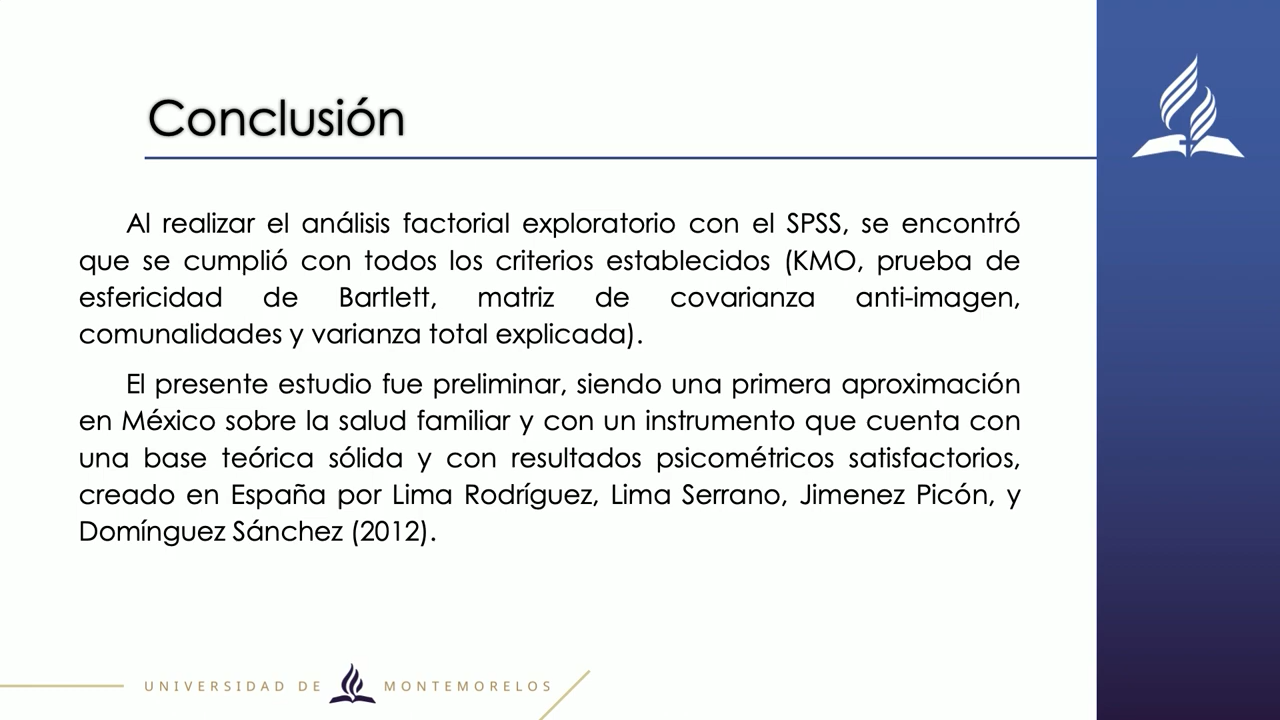 Conclusión
Al realizar el análisis factorial exploratorio con el SPSS, se encontró
que se cumplió con todos los criterios establecidos (KMO, prueba de
esfericidad de Bartlett, matriz de covarianza anti-imagen,
comunalidades y varianza total explicada).
El presente estudio fue preliminar, siendo una primera aproximación
en México sobre la salud familiar y con un instrumento que cuenta con
una base teórica sólida y con resultados psicométricos satisfactorios,
creado en España por Lima Rodríguez, Lima Serrano, Jimenez Picón, y
Domínguez Sánchez (2012).
UNIVERSIDAD DE MONTEMORELOS